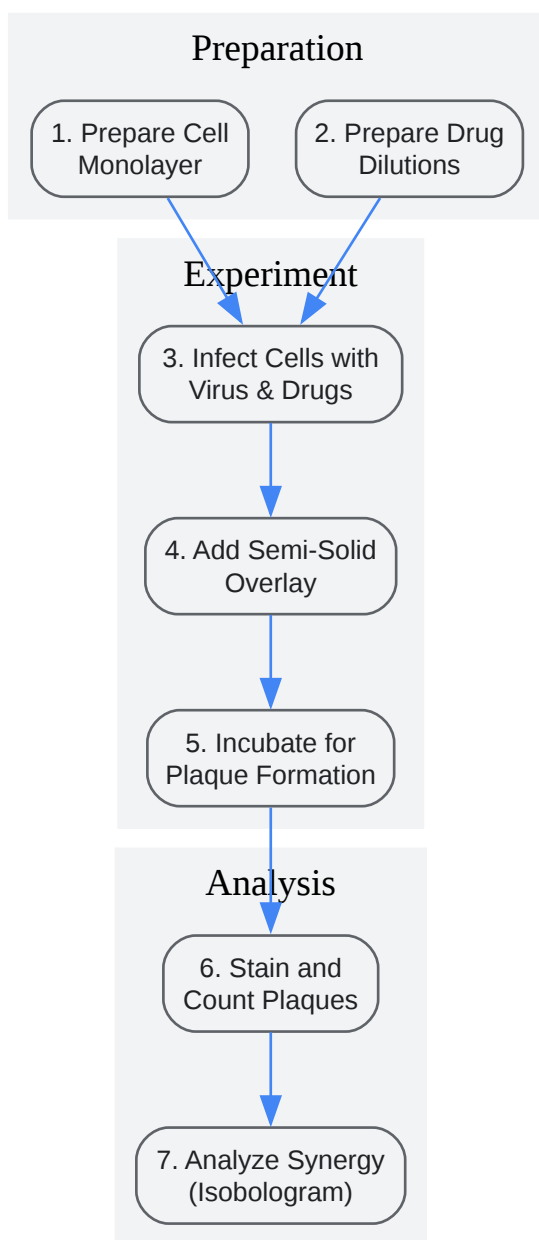 Preparation
1. Prepare Cell
Monolayer
2. Prepare Drug
Dilutions
Experiment
3. Infect Cells with
Virus & Drugs
4. Add Semi-Solid
Overlay
5. Incubate for
Plaque Formation
Analysis
6. Stain and
Count Plaques
7. Analyze Synergy
(Isobologram)